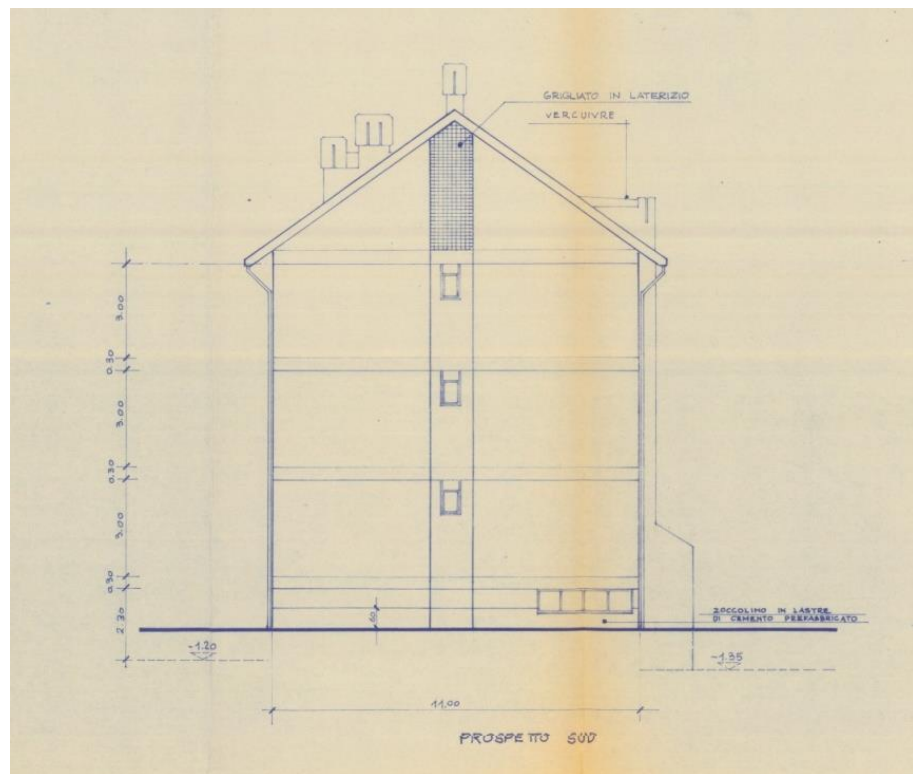 GRIGLIATO IN LATERIZIO
VERCUIVRE
3.00
0.30
3.00
0.30
3.00
0.30
2.30
60
ZOCCOLINO IN LASTRE
DI CEMENTO PREFABBRICATO
-1.20
-1.35
11,00
PROSPETTO SUD